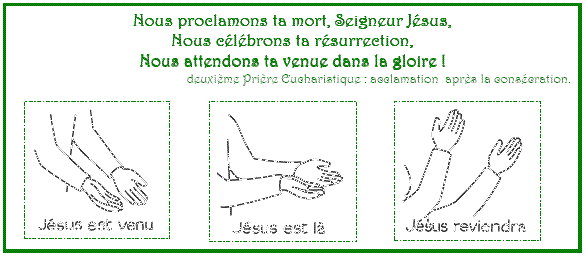 Nous proclamons ta mort, Seigneur Jésus,
Nous célébrons ta résurrection,
Nous attendons ta venue dans la gloire !
deuxième Prière Eucharistique : acclamation après la consécration.
Jésus est venu
Jésus est là
Jésus reviendra